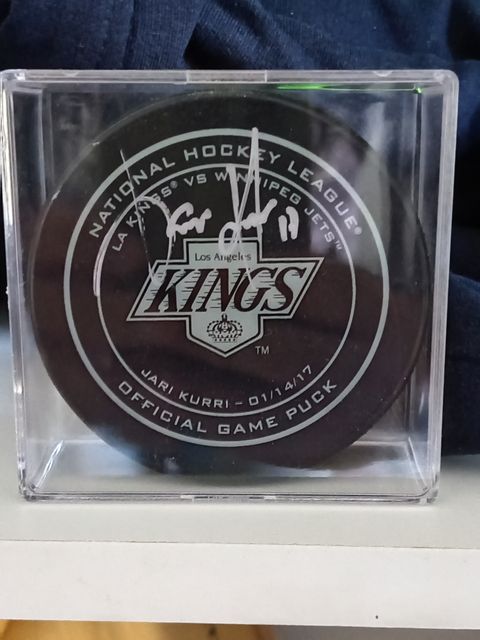 NATIONAL HOCKEY LEAGUE®
LA KINGS® VS WINNIPEG JETS™
17
Los Angeles
KINGS
TM
JARI KURRI - 01/14/17
OFFICIAL GAME PUCK